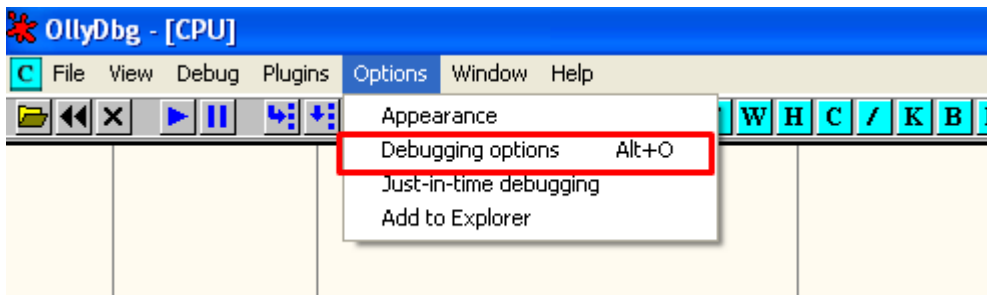 OllyDbg - [CPU]
C File View Debug Plugins Options Window Help
W H C / K B
Appearance
Debugging options Alt+O
Just-in-time debugging
Add to Explorer